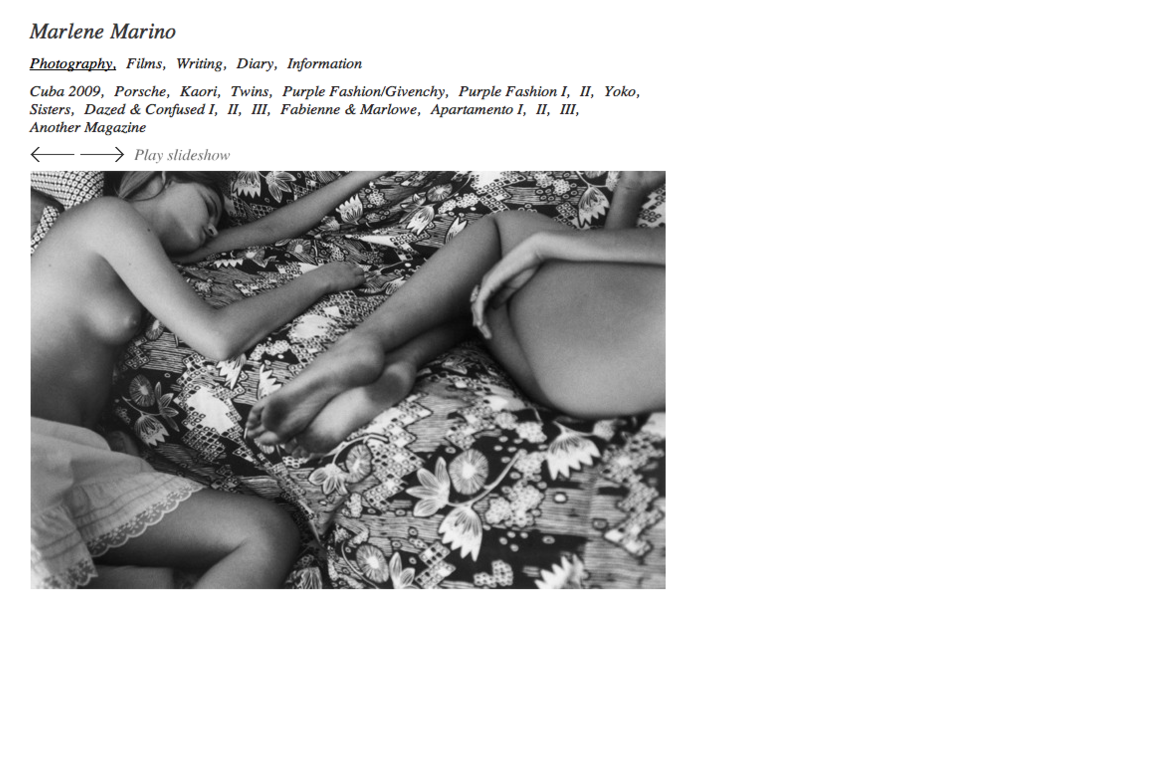 Marlene Marino
Photography, Films, Writing, Diary, Information
Cuba 2009, Porsche, Kaori, Twins, Purple Fashion/Givenchy, Purple Fashion I, II, Yoko,
Sisters, Dazed & Confused I, II, III, Fabienne & Marlowe, Apartamento I, II, III,
Another Magazine
Play slideshow